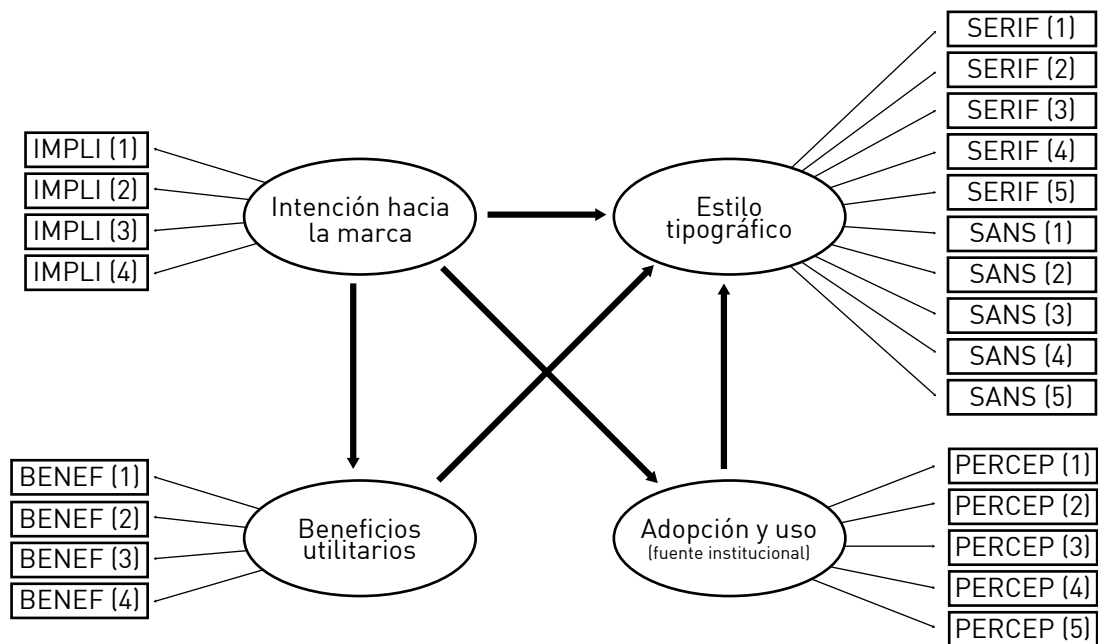 IMPLI (1)
IMPLI (2)
IMPLI (3)
IMPLI (4)
Intención hacia
la marca
Estilo
tipográfico
SERIF (1)
SERIF (2)
SERIF (3)
SERIF (4)
SERIF (5)
SANS (1)
SANS (2)
SANS (3)
SANS (4)
SANS (5)
BENEF (1)
BENEF (2)
BENEF (3)
BENEF (4)
Beneficios
utilitarios
Adopción y uso
(fuente institucional)
PERCEP (1)
PERCEP (2)
PERCEP (3)
PERCEP (4)
PERCEP (5)